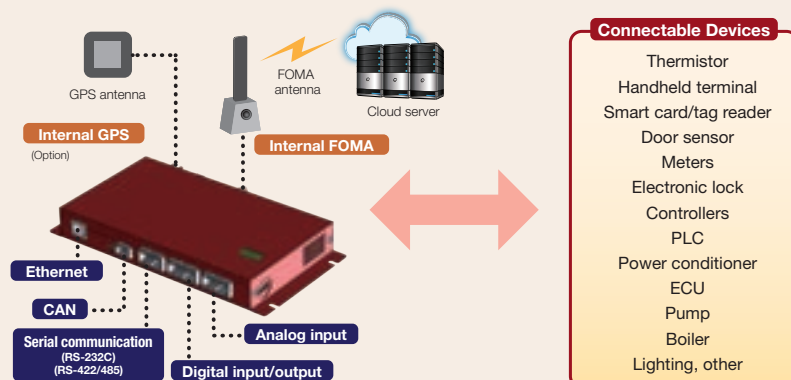 GPS antenna
FOMA
antenna
Cloud server
Internal GPS
(Option)
Internal FOMA
Ethernet
CAN
Serial communication
(RS-232C)
(RS-422/485)
Digital input/output
Analog input
Connectable Devices
Thermistor
Handheld terminal
Smart card/tag reader
Door sensor
Meters
Electronic lock
Controllers
PLC
Power conditioner
ECU
Pump
Boiler
Lighting, other